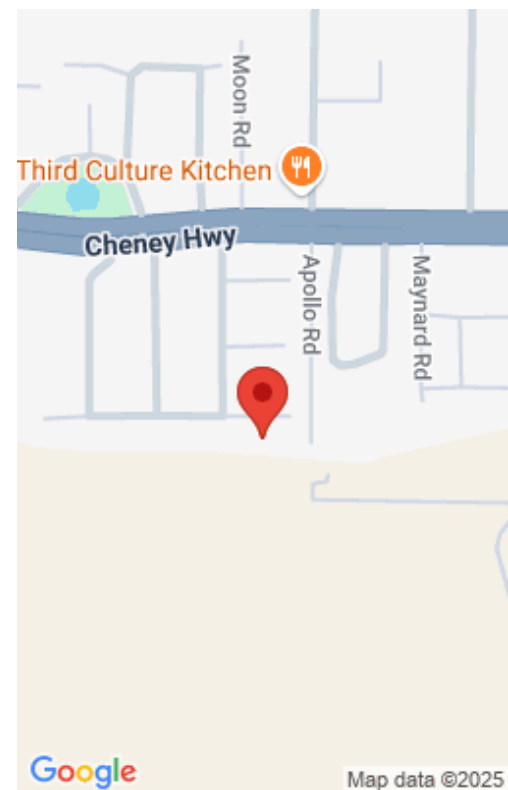 Moon Rd
Third Culture Kitchen
Cheney Hwy
Apollo Rd
Maynard Rd
Google
Map data ©2025